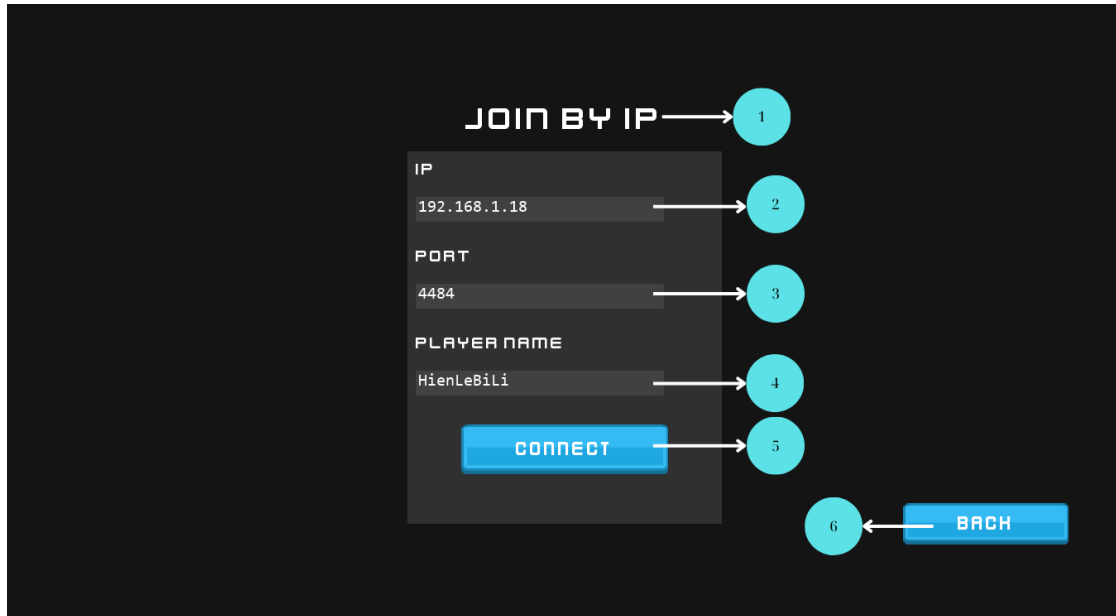 JOIN BY IP
1
IP
192.168.1.18
2
PORT
4484
3
PLAYER NAME
HienLeBiLi
4
CONNECT
5
6
BACK